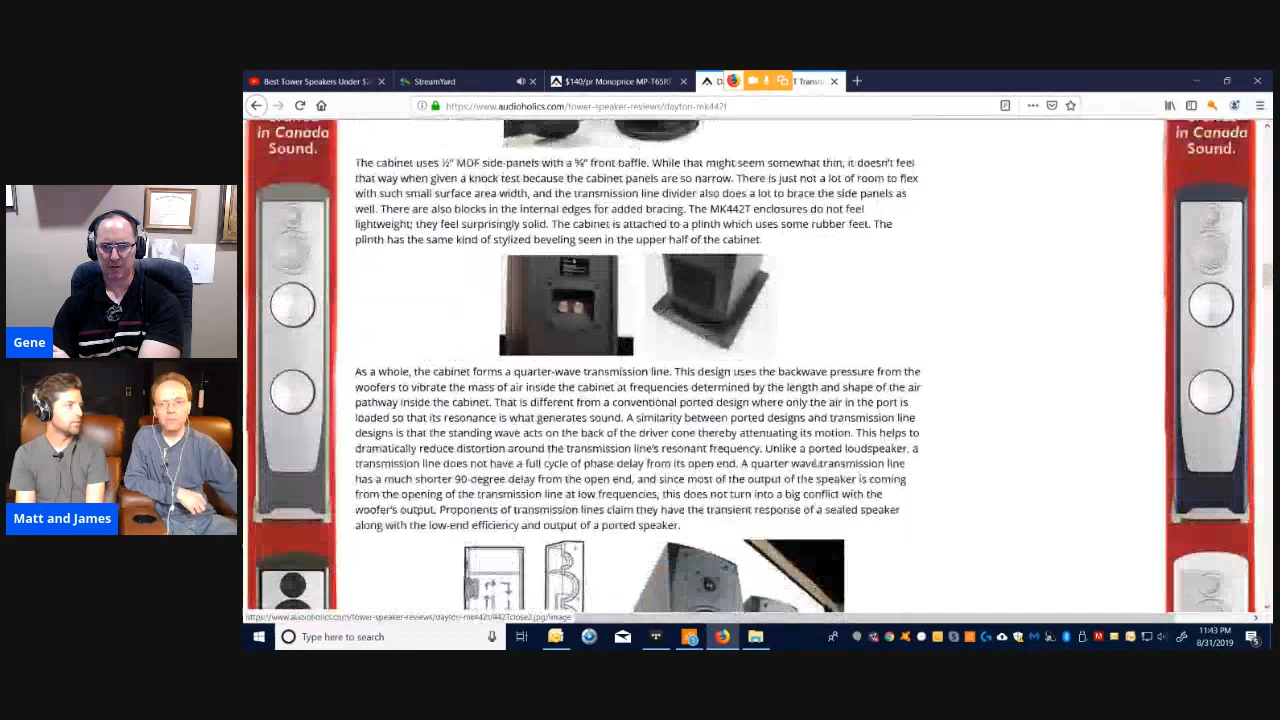 Best Tower Speakers Under $2
StreamYard
$140/pr Monoprice MP-T65RT
T Transm
https://www.audioholics.com/tower-speaker-reviews/dayton-mk442t
in Canada
Sound.
in Canada
Sound.
The cabinet uses ½" MDF side-panels with a ⅝" front baffle. While that might seem somewhat thin, it doesn't feel
that way when given a knock test because the cabinet panels are so narrow. There is just not a lot of room to flex
with such small surface area width, and the transmission line divider also does a lot to brace the side panels as
well. There are also blocks in the internal edges for added bracing. The MK442T enclosures do not feel
lightweight; they feel surprisingly solid. The cabinet is attached to a plinth which uses some rubber feet. The
plinth has the same kind of stylized beveling seen in the upper half of the cabinet.
As a whole, the cabinet forms a quarter-wave transmission line. This design uses the backwave pressure from the
woofers to vibrate the mass of air inside the cabinet at frequencies determined by the length and shape of the air
pathway inside the cabinet. That is different from a conventional ported design where only the air in the port is
loaded so that its resonance is what generates sound. A similarity between ported designs and transmission line
designs is that the standing wave acts on the back of the driver cone thereby attenuating its motion. This helps to
dramatically reduce distortion around the transmission line's resonant frequency. Unlike a ported loudspeaker, a
transmission line does not have a full cycle of phase delay from its open end. A quarter wave transmission line
has a much shorter 90-degree delay from the open end, and since most of the output of the speaker is coming
from the opening of the transmission line at low frequencies, this does not turn into a big conflict with the
woofer's output. Proponents of transmission lines claim they have the transient response of a sealed speaker
along with the low-end efficiency and output of a ported speaker.
Gene
Matt and James
https://www.audioholics.com/tower-speaker-reviews/dayton-mk442t/442Tclose2.jpg/image
Type here to search
11:43 PM
8/31/2019